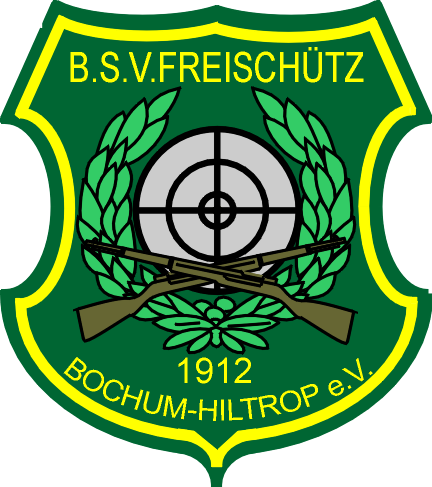 B.S.V.FREISCHÜTZ
1912
BOCHUM-HILTROP e.V.